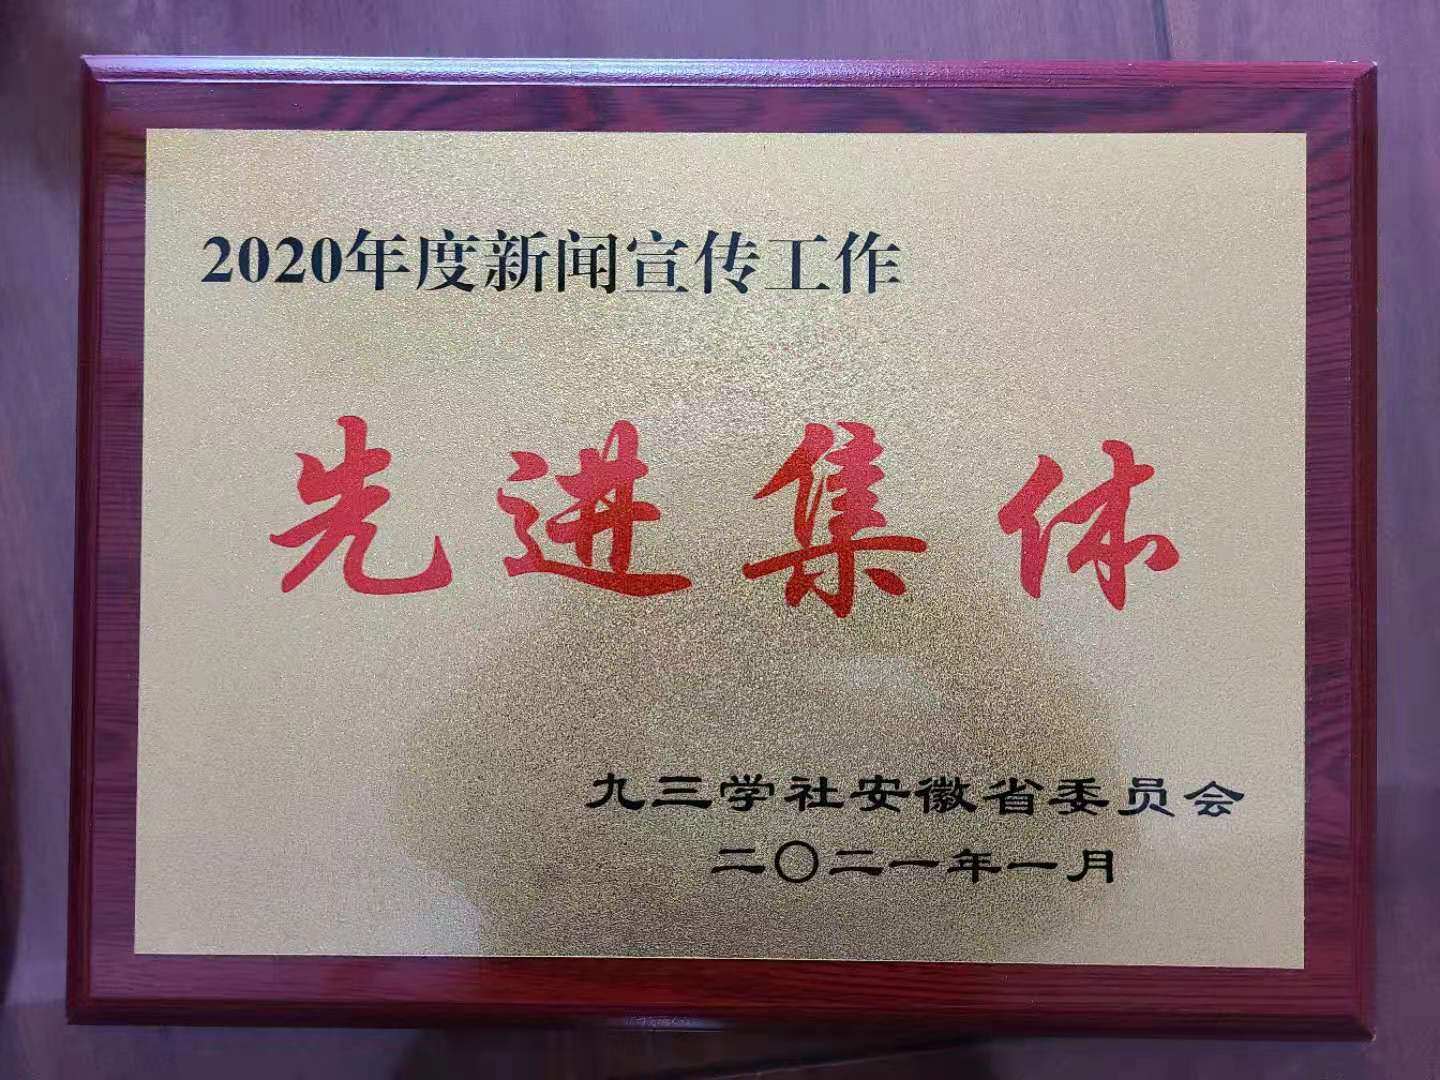 2020年度新闻宣传工作
先进集体
九三学社安徽省委员会
二〇二一年一月